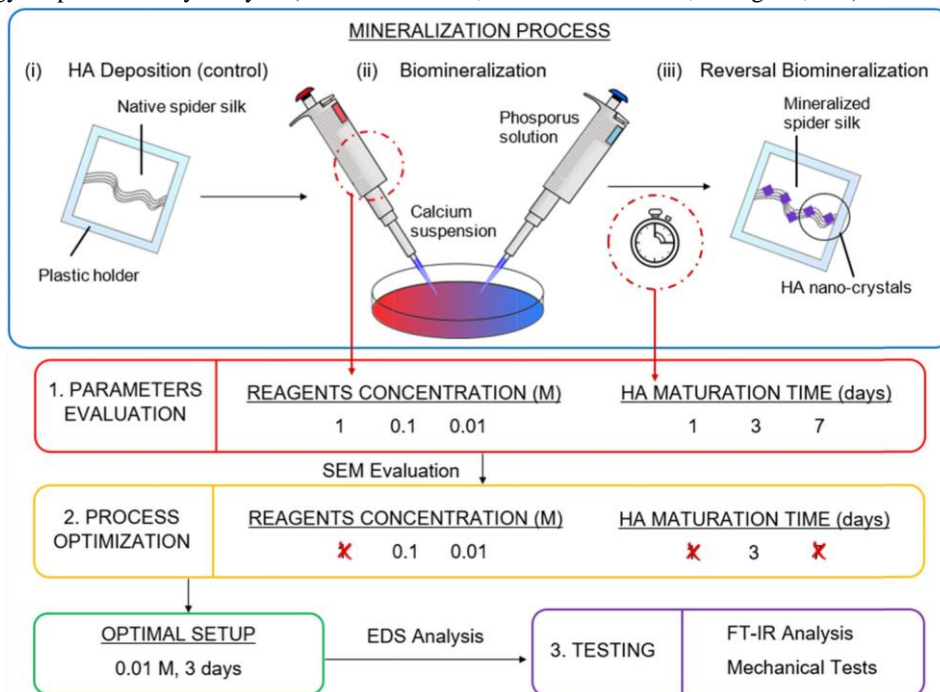 MINERALIZATION PROCESS
(i) HA Deposition (control)
(ii) Biomineralization
(iii) Reversal Biomineralization
Native spider silk
Plastic holder
Calcium
suspension
Phosporus
solution
Mineralized
spider silk
HA nano-crystals
1. PARAMETERS
EVALUATION
REAGENTS CONCENTRATION (M)
1 0.1 0.01
HA MATURATION TIME (days)
1 3 7
SEM Evaluation
2. PROCESS
OPTIMIZATION
REAGENTS CONCENTRATION (M)
1 0.1 0.01
HA MATURATION TIME (days)
1 3 7
OPTIMAL SETUP
0.01 M, 3 days
EDS Analysis
3. TESTING
FT-IR Analysis
Mechanical Tests